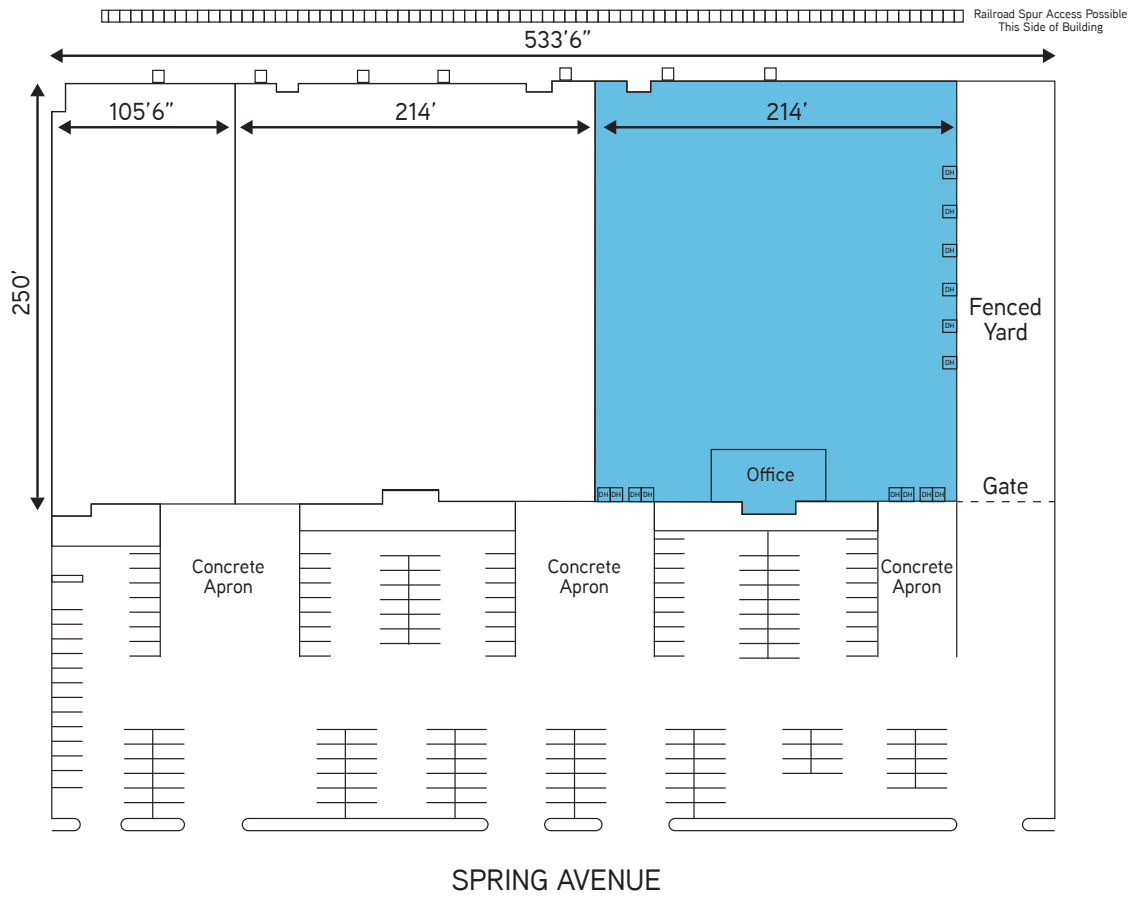 Railroad Spur Access Possible
This Side of Building
533'6”
105'6”
214'
214'
250'
DH
DH
DH
DH
DH
DH
Fenced
Yard
Office
Gate
DH DH DH DH
DH DH DH DH
Concrete
Apron
Concrete
Apron
Concrete
Apron
SPRING AVENUE